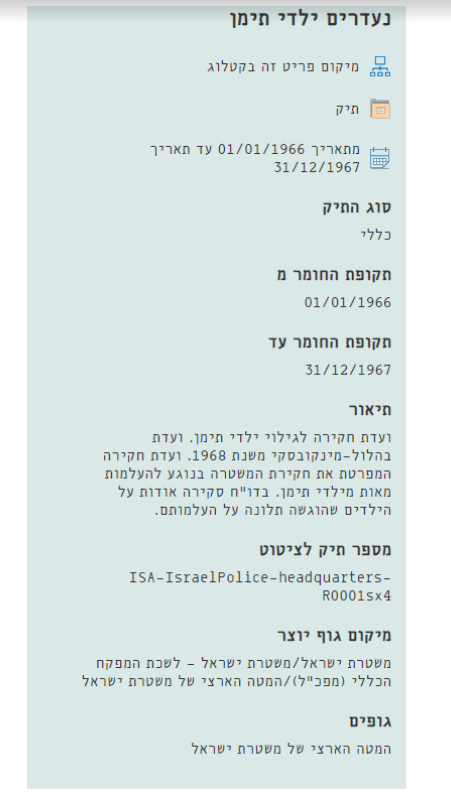 נעדרים ילדי תימן
מיקום פריט זה בקטלוג
תיק
מתאריך 01/01/1966 עד תאריך
31/12/1967
סוג התיק
כללי
תקופת החומר מ
01/01/1966
תקופת החומר עד
31/12/1967
תיאור
ועדת חקירה לגילוי ילדי תימן. ועדת
בהלול-מינקובסקי משנת 1968. ועדת חקירה
המפרטת את חקירת המשטרה בנוגע להעלמות
מאות מילדי תימן. בדו"ח סקירה אודות על
הילדים שהוגשה תלונה על העלמותם.
מספר תיק לציטוט
ISA-IsraelPolice-headquarters-
R0001sx4
מיקום גוף יוצר
משטרת ישראל/משטרת ישראל - לשכת המפקח
הכללי (מפכ"ל)/המטה הארצי של משטרת ישראל
גופים
המטה הארצי של משטרת ישראל